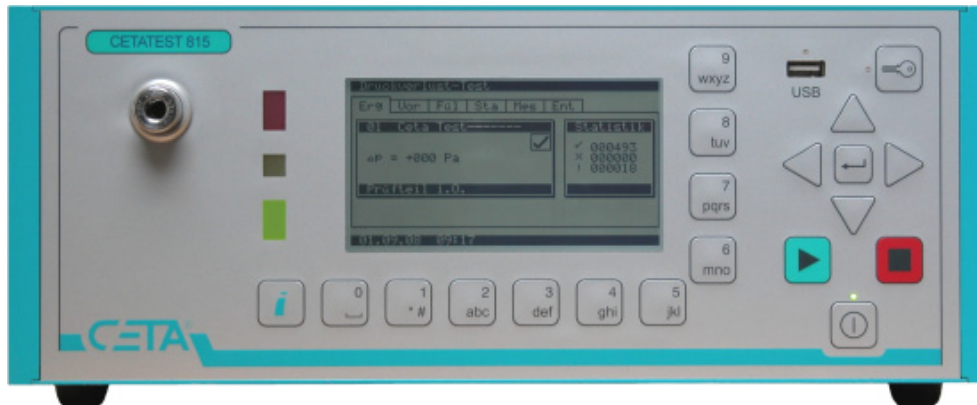 CETATEST 815
Druckverlust-Test
Erg Vor Fül Sta Mes Ent
01 Ceta Test
Statistik
✓ 000493
× 000000
! 000018
ΔP = +000 Pa
Prüfteil i.O.
01.09.08 09:17
9
wxyz
8
tuv
7
pqrs
6
mno
USB
i
0
1
* #
2
abc
3
def
4
ghi
5
jkl
CETA